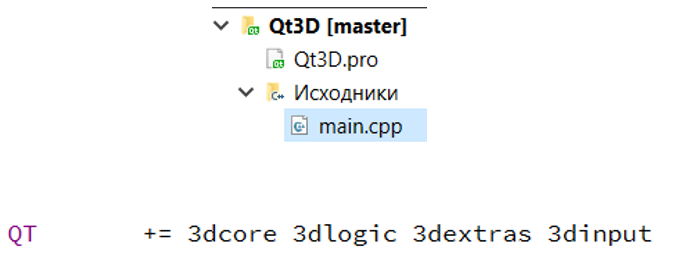 Qt3D [master]
Qt3D.pro
Исходники
main.cpp
QT += 3dcore 3dlogic 3dextras 3dinput